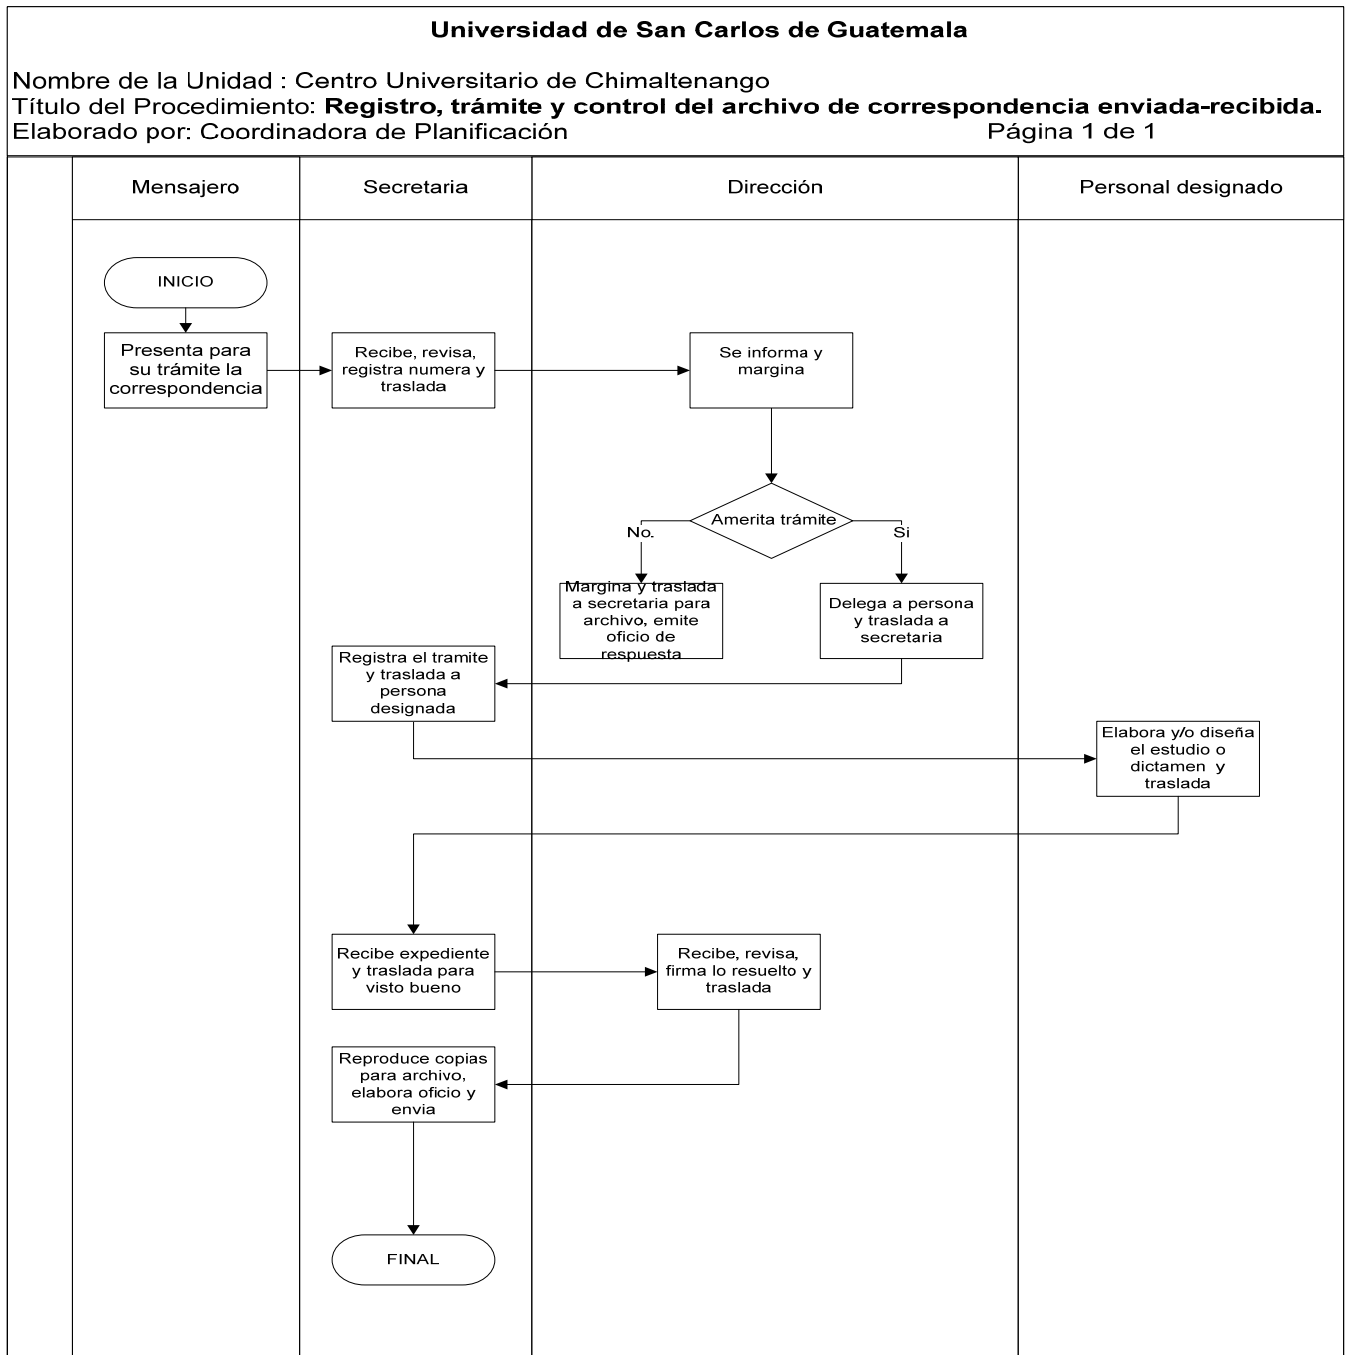 Universidad de San Carlos de Guatemala
Nombre de la Unidad : Centro Universitario de Chimaltenango
Título del Procedimiento: Registro, trámite y control del archivo de correspondencia enviada-recibida.
Elaborado por: Coordinadora de Planificación Página 1 de 1
Mensajero Secretaria Dirección Personal designado
INICIO
Presenta para
su trámite la
correspondencia
Recibe, revisa,
registra numera y
traslada
Se informa y
margina
Amerita trámite
No.
Si
Margina y traslada
a secretaria para
archivo, emite
oficio de
respuesta
Delega a persona
y traslada a
secretaria
Registra el tramite
y traslada a
persona
designada
Elabora y/o diseña
el estudio o
dictamen y
traslada
Recibe expediente
y traslada para
visto bueno
Recibe, revisa,
firma lo resuelto y
traslada
Reproduce copias
para archivo,
elabora oficio y
envia
FINAL